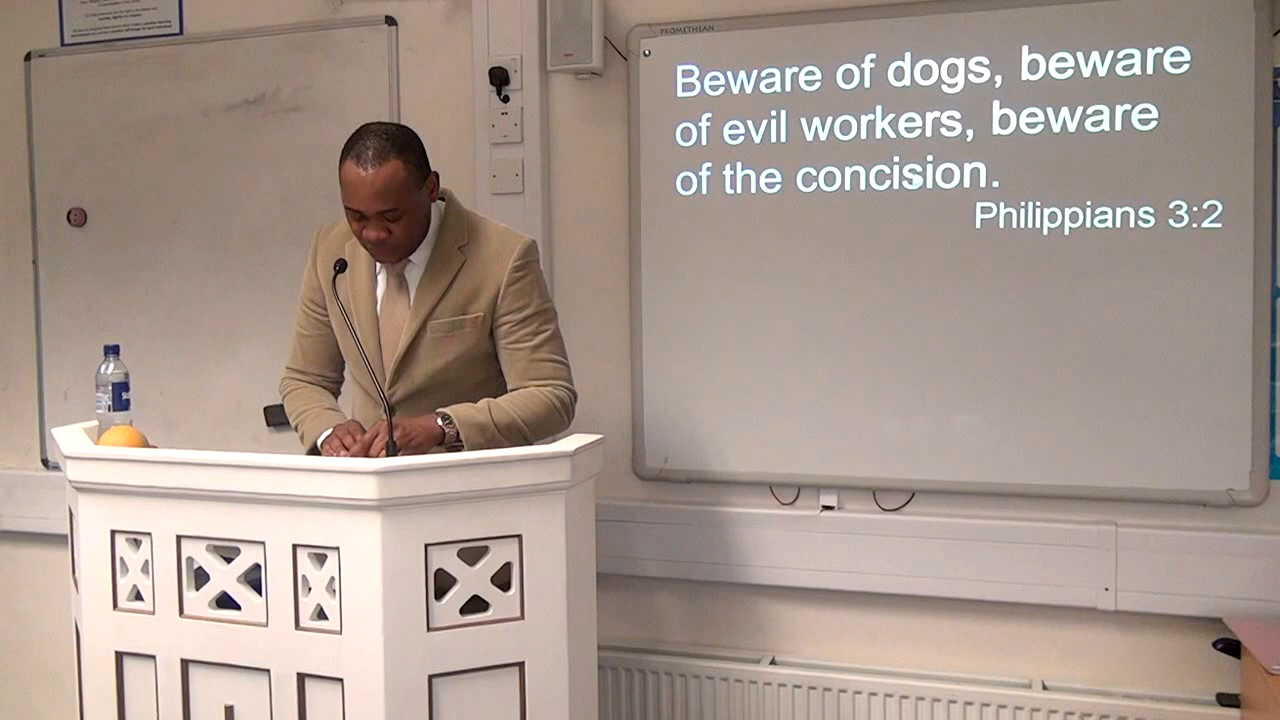 PROMETHEAN
Beware of dogs, beware
of evil workers, beware
of the concision.
Philippians 3:2